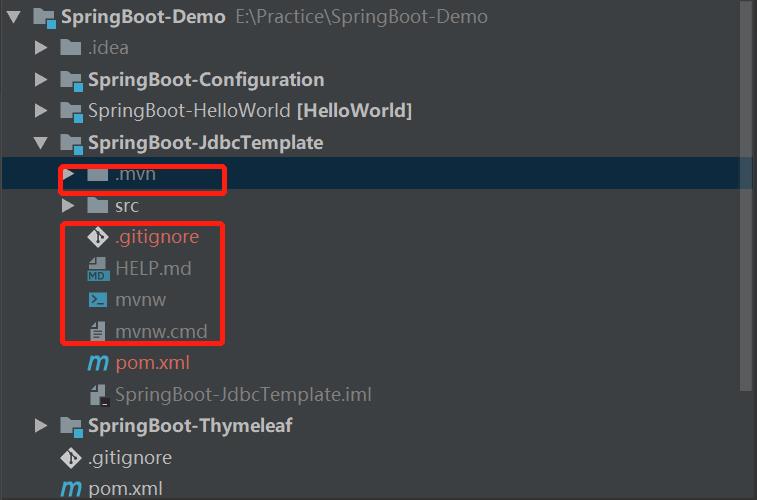 SpringBoot-Demo E:\Practice\SpringBoot-Demo
.idea
SpringBoot-Configuration
SpringBoot-HelloWorld [HelloWorld]
SpringBoot-JdbcTemplate
.mvn
src
.gitignore
MD HELP.md
mvnw
mvnw.cmd
m pom.xml
SpringBoot-JdbcTemplate.iml
SpringBoot-Thymeleaf
.gitignore
m pom.xml